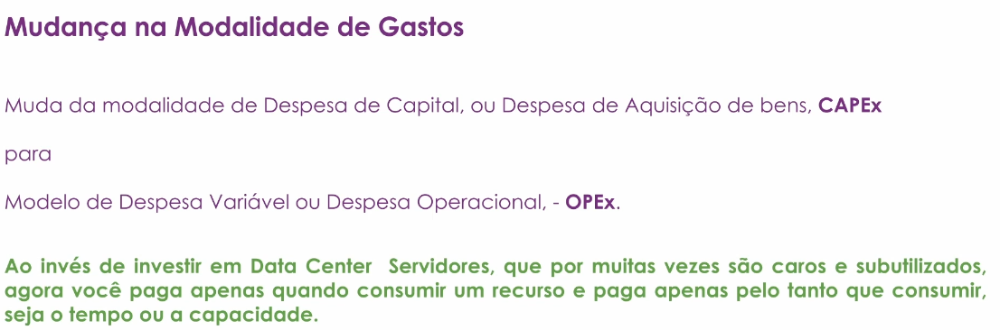 Mudança na Modalidade de Gastos
Muda da modalidade de Despesa de Capital, ou Despesa de Aquisição de bens, CAPEx
para
Modelo de Despesa Variável ou Despesa Operacional, - OPEx.
Ao invés de investir em Data Center  Servidores, que por muitas vezes são caros e subutilizados,
agora você paga apenas quando consumir um recurso e paga apenas pelo tanto que consumir,
seja o tempo ou a capacidade.